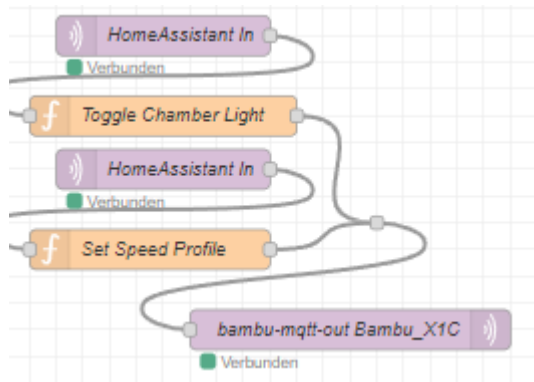 HomeAssistant In
Verbunden
Toggle Chamber Light
HomeAssistant In
Verbunden
Set Speed Profile
bambu-mqtt-out Bambu_X1C
Verbunden